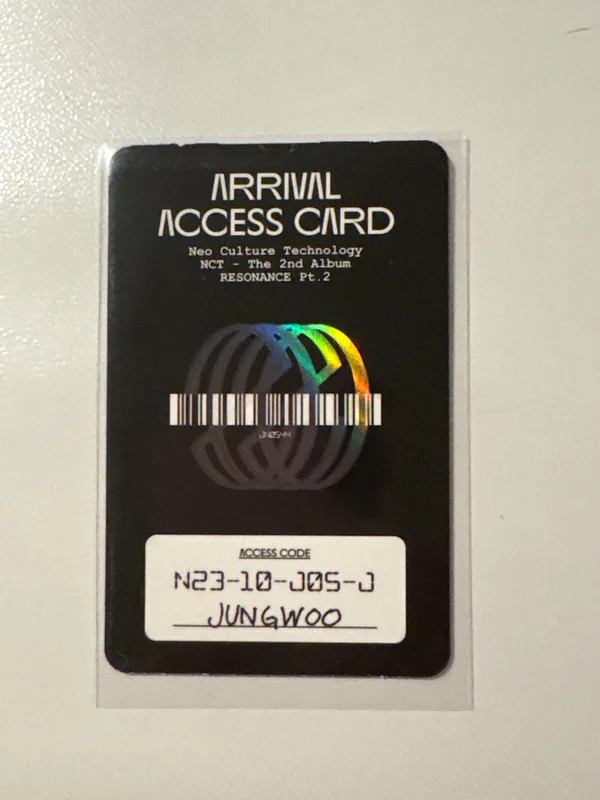 ARRIVAL
ACCESS CARD
Neo Culture Technology
NCT - The 2nd Album
RESONANCE Pt.2
JN0544
ACCESS CODE
N23-10-J05-J
JUNGWOO